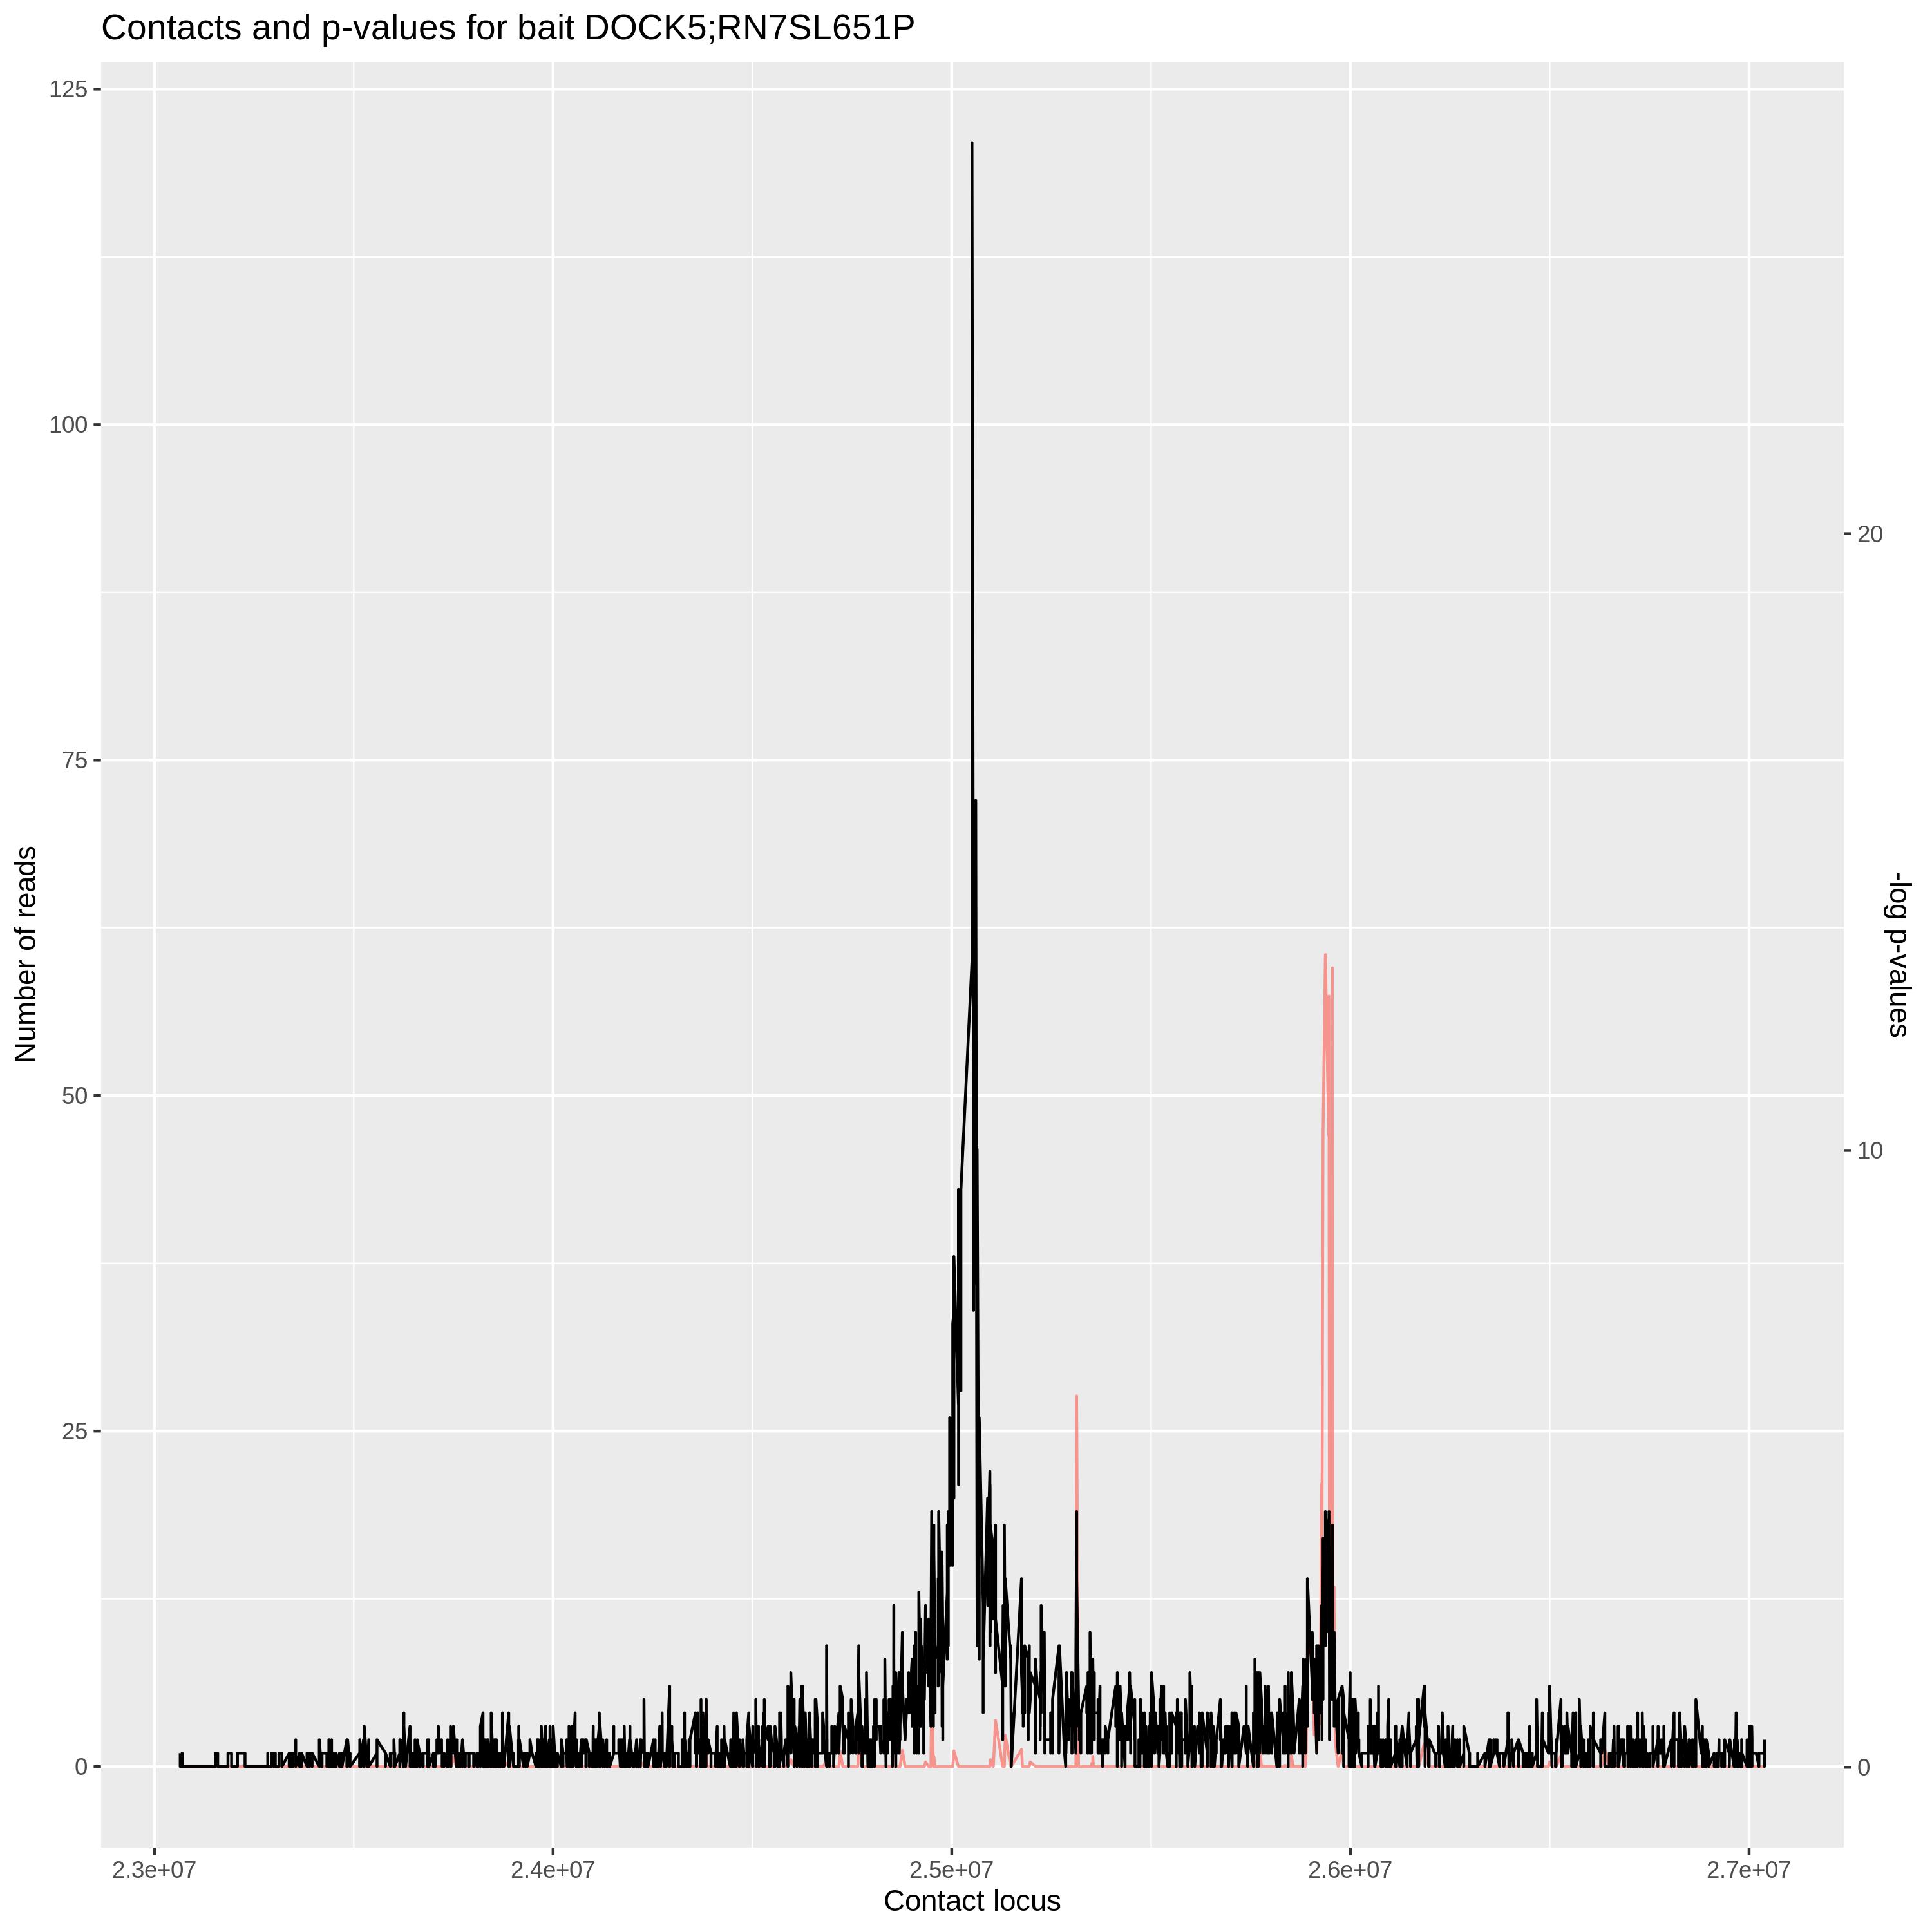 Contacts and p-values for bait DOCK5;RN7SL651P
125
100
75
50
25
0
Number of reads
20
10
0
-log p-values
2.3e+07
2.4e+07
2.5e+07
2.6e+07
2.7e+07
Contact locus